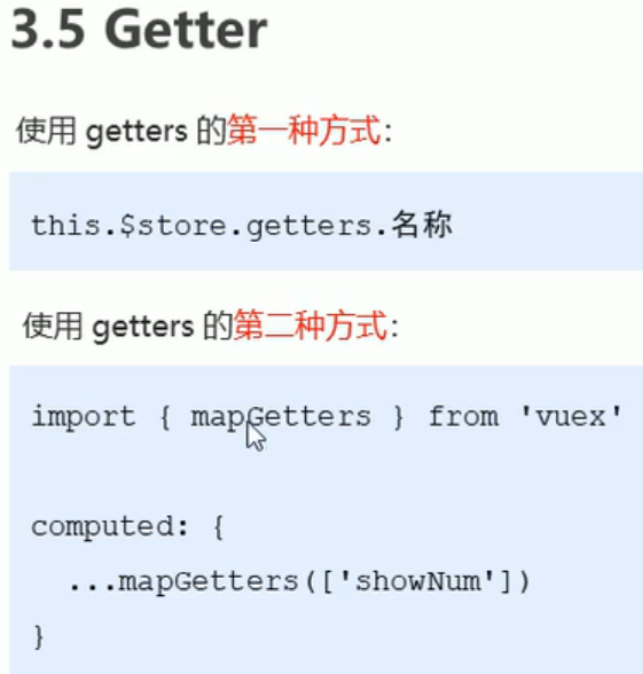 3.5 Getter
使用 getters 的第一种方式：
this.$store.getters.名称
使用 getters 的第二种方式：
import { mapGetters } from 'vuex'
computed: {
  ...mapGetters(['showNum'])
}